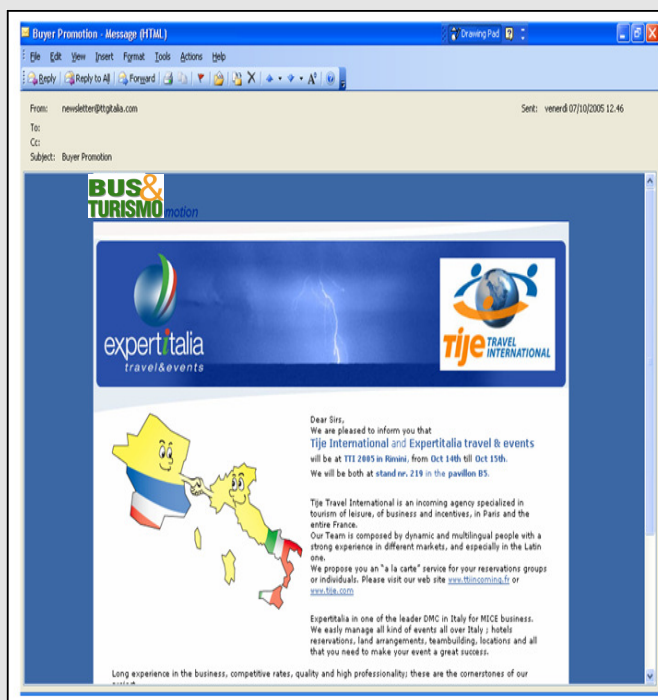 Buyer Promotion - Message (HTML)
Drawing Pad
File Edit View Insert Format Tools Actions Help
Reply Reply to All Forward
From: newsletter@ttgitalia.com Sent: venerdì 07/10/2005 12.46
To:
Cc:
Subject: Buyer Promotion
BUS&
TURISMO motion
expertitalia
travel&events
Tije TRAVEL
INTERNATIONAL
Dear Sirs,
We are pleased to inform you that
Tije International and Expertitalia travel & events
will be at TTI 2005 in Rimini, from Oct 14th till Oct 15th.
We will be both at stand nr. 219 in the pavillon B5.
Tije Travel International is an incoming agency specialized in
tourism of leisure, of business and incentives, in Paris and the
entire France.
Our Team is composed by dynamic and multilingual people with a
strong experience in different markets, and especially in the Latin
one.
We propose you an "a la carte" service for your reservations groups
or individuals. Please visit our web site www.ttincoming.fr or
www.tije.com
Expertitalia in one of the leader DMC in Italy for MICE business.
We easly manage all kind of events all over Italy ; hotels
reservations, land arrangements, teambuilding, locations and all
that you need to make your event a great success.
Long experience in the business, competitive rates, quality and high professionality; these are the cornerstones of our